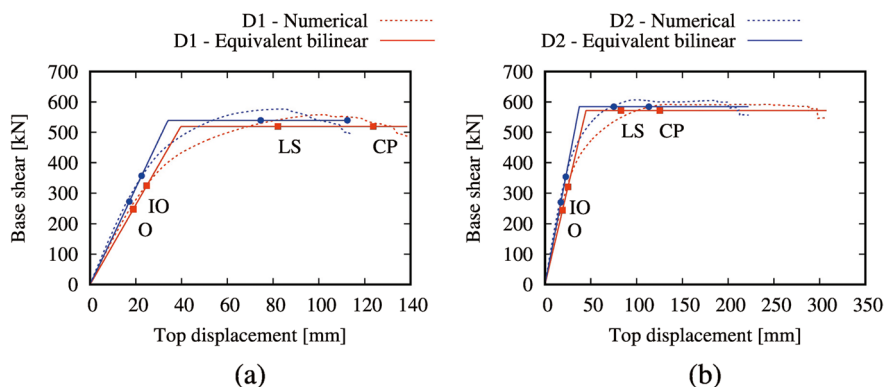 D1 - Numerical
D1 - Equivalent bilinear
D2 - Numerical
D2 - Equivalent bilinear
700
600
500
400
300
200
100
0
Base shear [kN]
LS
CP
IO
O
0 20 40 60 80 100 120 140
Top displacement [mm]
(a)
700
600
500
400
300
200
100
0
Base shear [kN]
LS
CP
IO
O
0 50 100 150 200 250 300 350
Top displacement [mm]
(b)